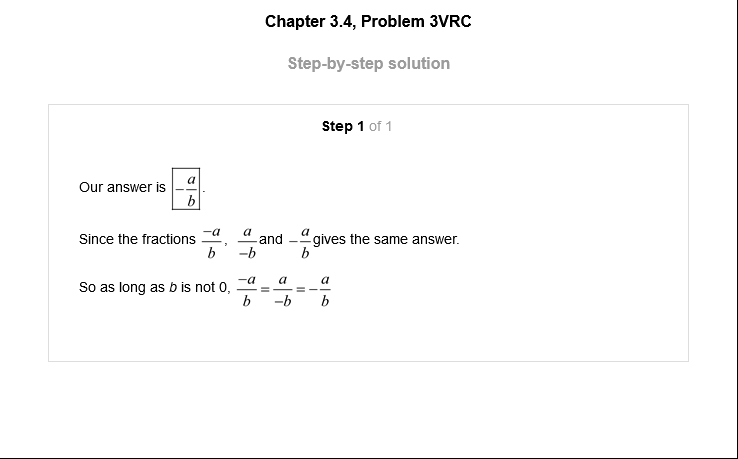 Chapter 3.4, Problem 3VRC
Step-by-step solution
Step 1 of 1
Our answer is $-\frac{a}{b}$.
Since the fractions $\frac{-a}{b}$, $\frac{a}{-b}$ and $-\frac{a}{b}$ gives the same answer.
So as long as b is not 0, $\frac{-a}{b} = \frac{a}{-b} = -\frac{a}{b}$